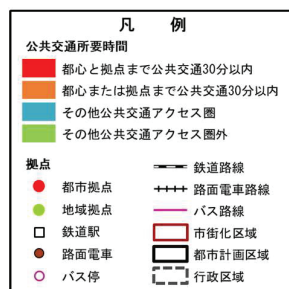 凡 例
公共交通所要時間
都心と拠点まで公共交通30分以内
都心または拠点まで公共交通30分以内
その他公共交通アクセス圏
その他公共交通アクセス圏外
拠点
都市拠点
地域拠点
鉄道駅
路面電車
バス停
鉄道路線
路面電車路線
バス路線
市街化区域
都市計画区域
行政区域